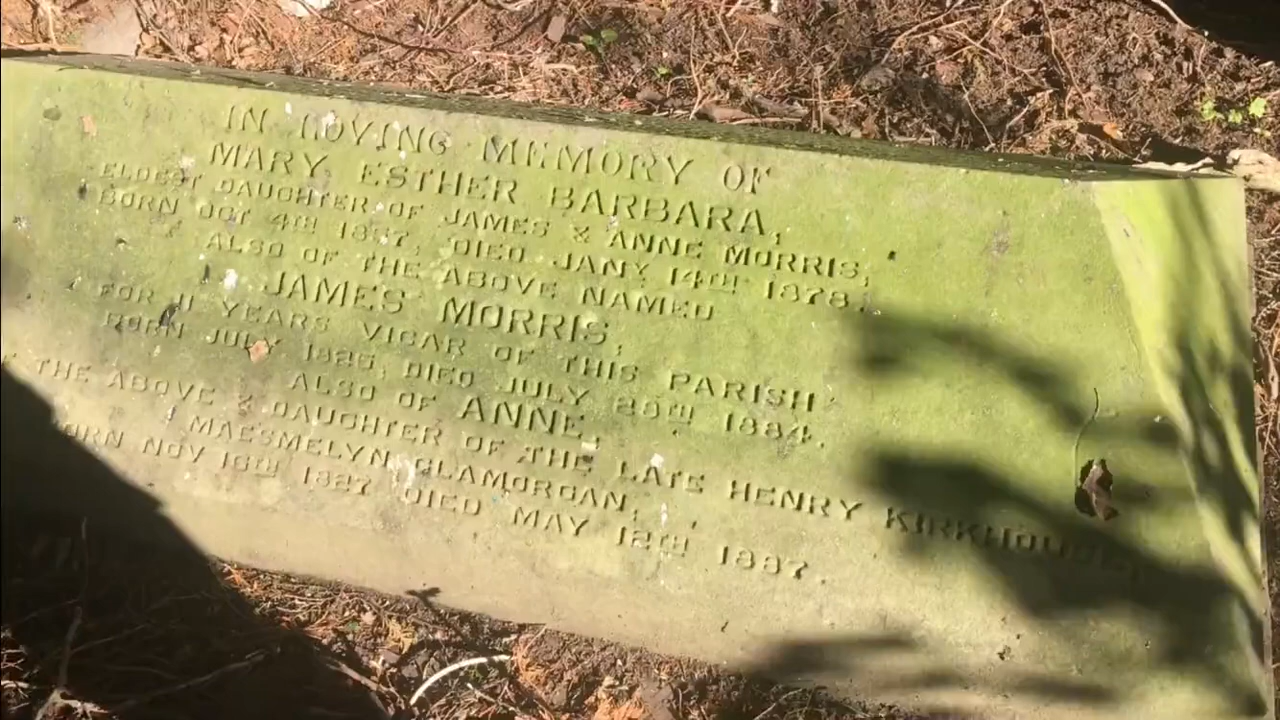 IN LOVING MEMORY OF
MARY ESTHER BARBARA,
ELDEST DAUGHTER OF JAMES & ANNE MORRIS,
BORN OCT 4TH 1857, DIED JANY 14TH 1878.
ALSO OF THE ABOVE NAMED
JAMES MORRIS,
FOR 11 YEARS VICAR OF THIS PARISH
BORN JULY DIED JULY 1884.
ALSO OF ANNE,
THE ABOVE & DAUGHTER OF THE LATE HENRY
MAESMELYN GLAMORGAN,
BORN NOV 16TH 1827 DIED MAY 12TH 1887.